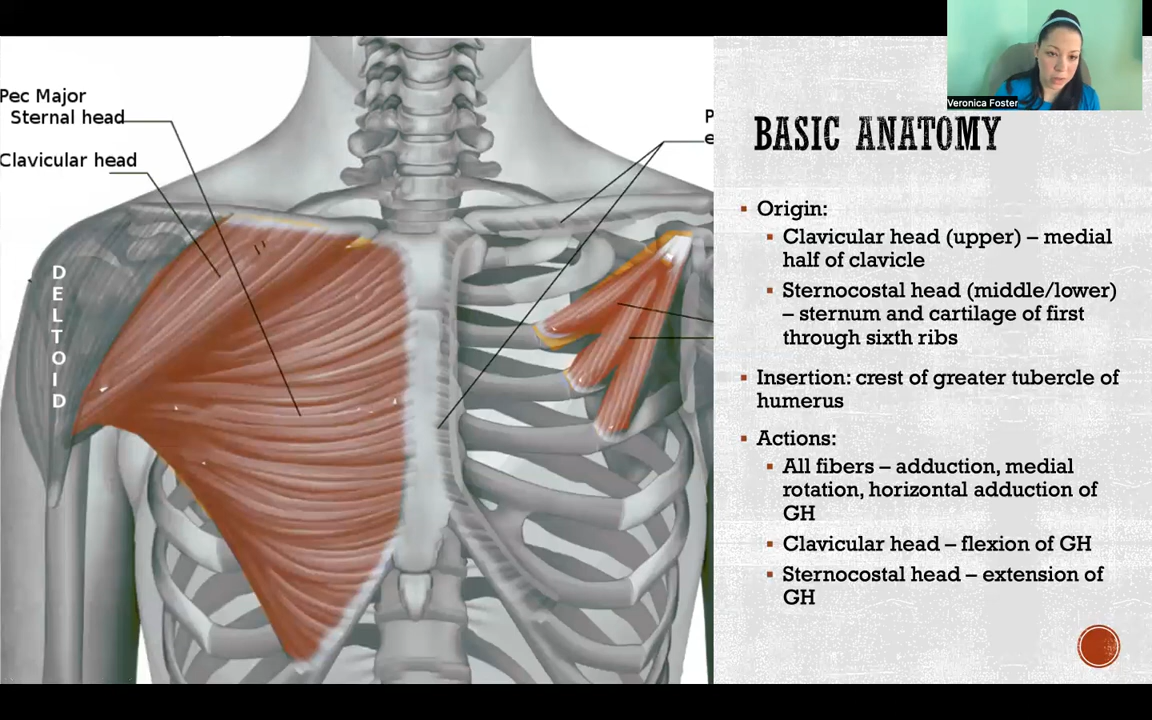 Pec Major
Sternal head
Clavicular head
DELTOID
P
e
Veronica Foster
BASIC ANATOMY
▪ Origin:
▪ Clavicular head (upper) – medial
half of clavicle
▪ Sternocostal head (middle/lower)
– sternum and cartilage of first
through sixth ribs
▪ Insertion: crest of greater tubercle of
humerus
▪ Actions:
▪ All fibers – adduction, medial
rotation, horizontal adduction of
GH
▪ Clavicular head – flexion of GH
▪ Sternocostal head – extension of
GH